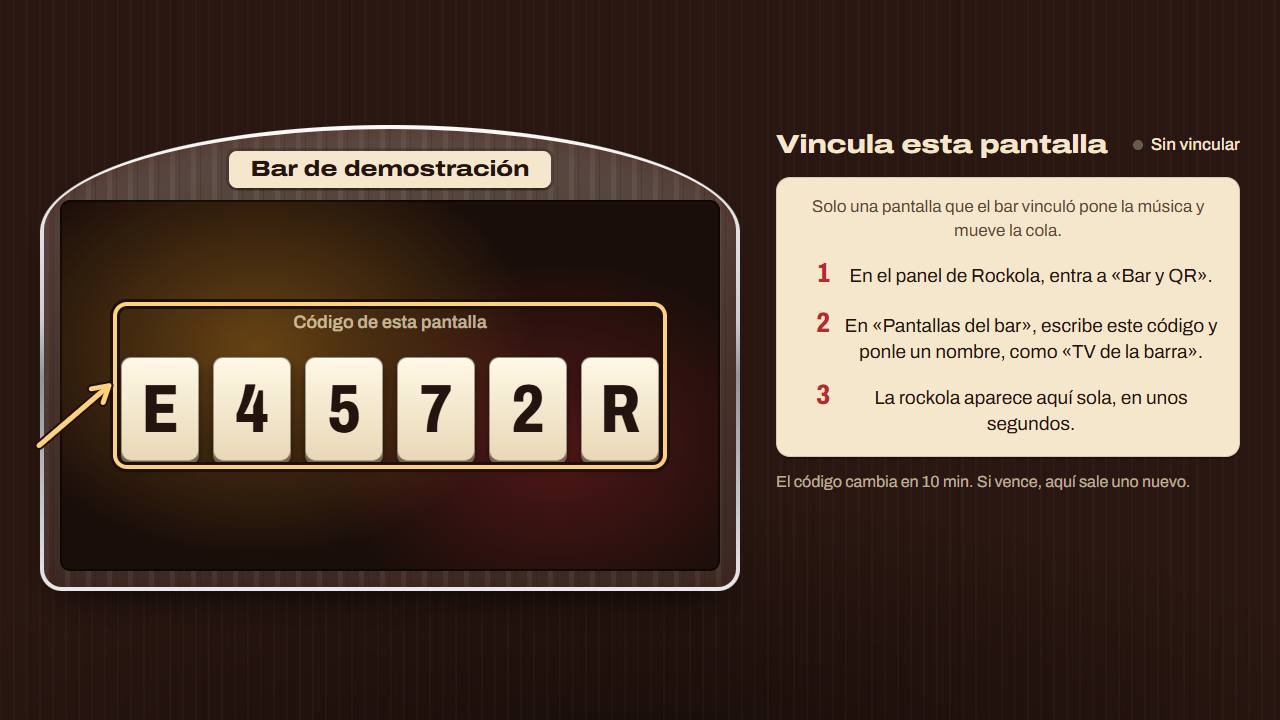 Bar de demostración
Código de esta pantalla
E 4 5 7 2 R
Vincula esta pantalla
Sin vincular
Solo una pantalla que el bar vinculó pone la música y
mueve la cola.
1 En el panel de Rockola, entra a «Bar y QR».
2 En «Pantallas del bar», escribe este código y
ponle un nombre, como «TV de la barra».
3 La rockola aparece aquí sola, en unos
segundos.
El código cambia en 10 min. Si vence, aquí sale uno nuevo.